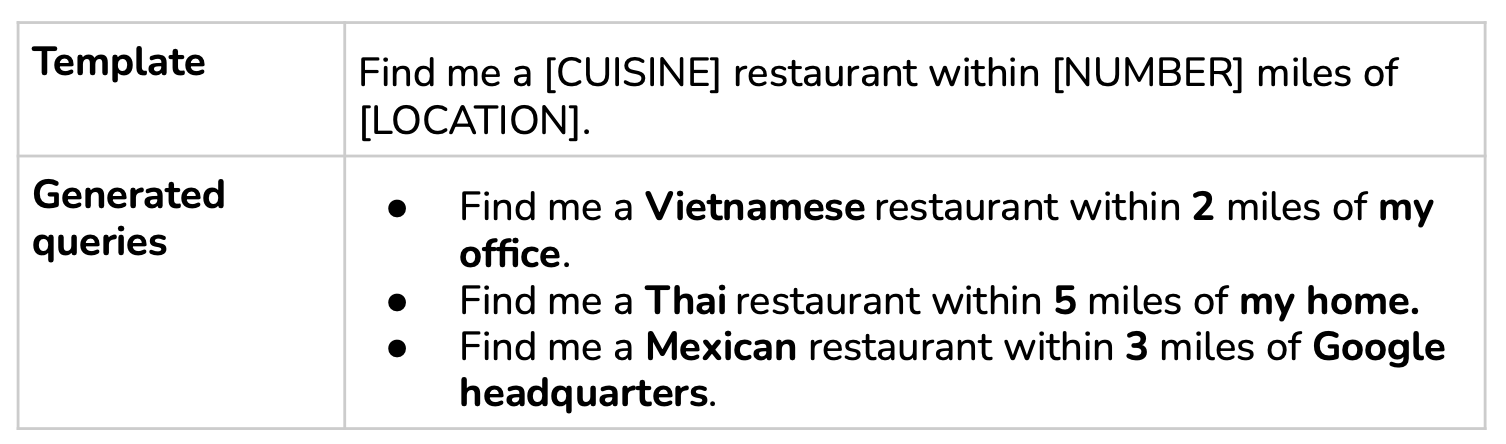 Template
Find me a [CUISINE] restaurant within [NUMBER] miles of
[LOCATION].
Generated
queries
● Find me a Vietnamese restaurant within 2 miles of my
office.
● Find me a Thai restaurant within 5 miles of my home.
● Find me a Mexican restaurant within 3 miles of Google
headquarters.